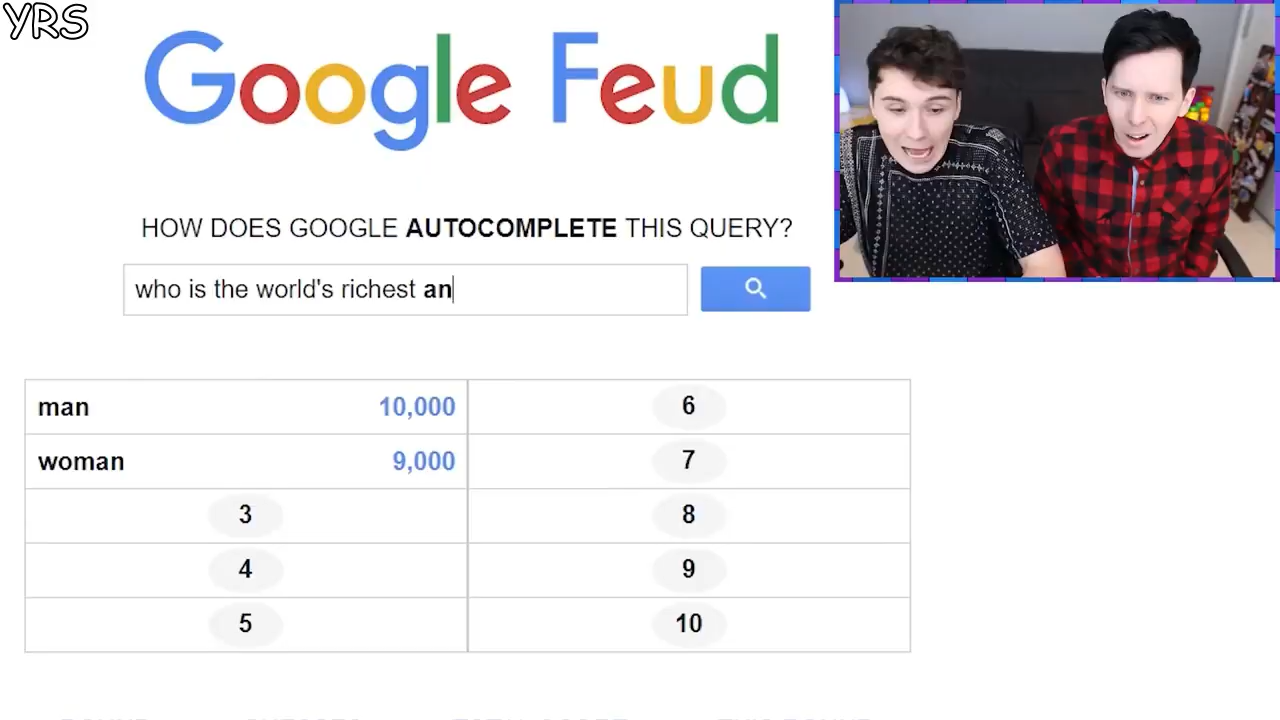 YRS
Google Feud
HOW DOES GOOGLE AUTOCOMPLETE THIS QUERY?
who is the world's richest an
man 10,000 6
woman 9,000 7
3 8
4 9
5 10